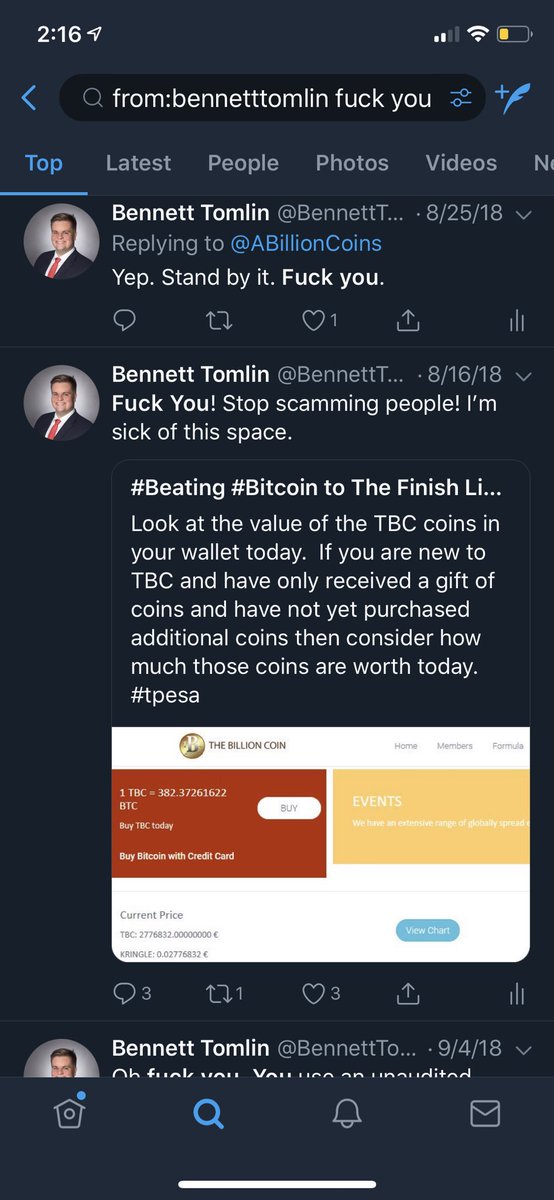 2:16
from:bennetttomlin fuck you
Top Latest People Photos Videos Ne
Bennett Tomlin @BennettT... · 8/25/18
Replying to @ABillionCoins
Yep. Stand by it. Fuck you.
1
Bennett Tomlin @BennettT... · 8/16/18
Fuck You! Stop scamming people! I’m
sick of this space.
#Beating #Bitcoin to The Finish Li...
Look at the value of the TBC coins in
your wallet today.  If you are new to
TBC and have only received a gift of
coins and have not yet purchased
additional coins then consider how
much those coins are worth today.
#tpesa
THE BILLION COIN Home Members Formula
1 TBC = 382.37261622
BTC
BUY
Buy TBC today
Buy Bitcoin with Credit Card
EVENTS
We have an extensive range of globally spread e
Current Price
TBC: 2776832.00000000 €
KRINGLE: 0.02776832 €
View Chart
3 1 3
Bennett Tomlin @BennettTo... · 9/4/18
Oh fuck you. You use an unaudited